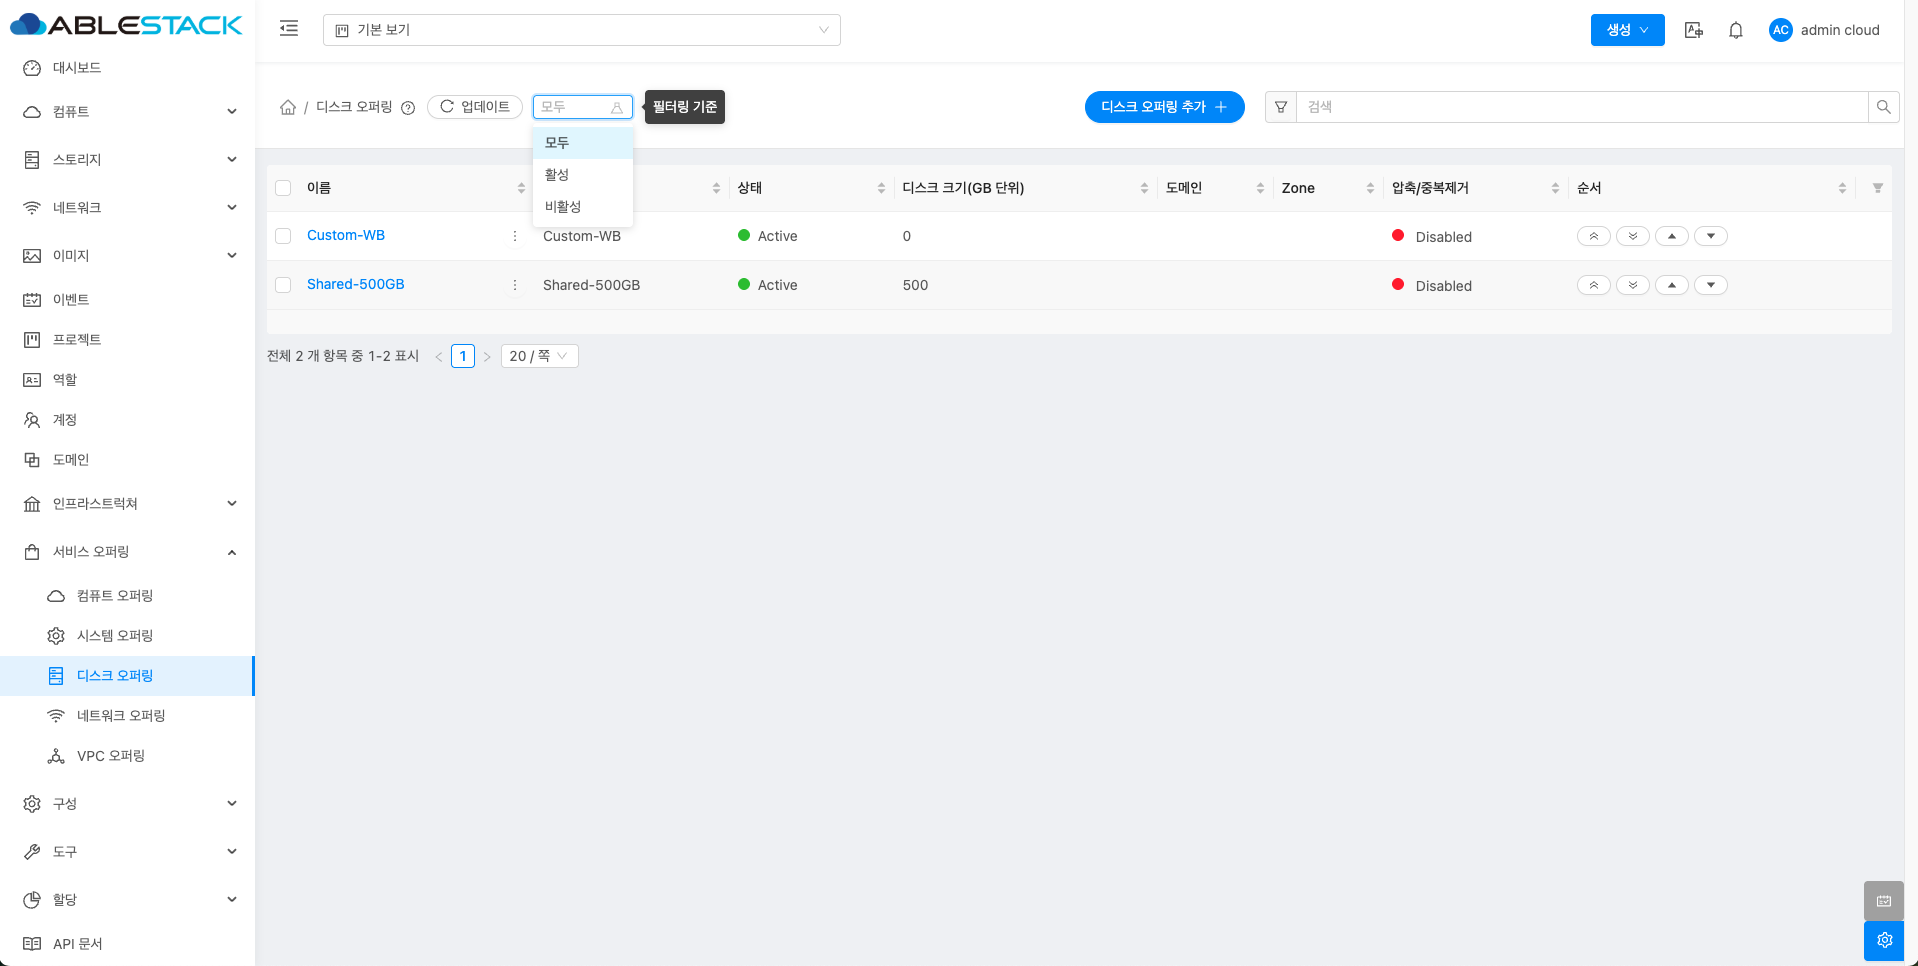 ABLESTACK
기본 보기
생성
AC
admin cloud
대시보드
컴퓨트
스토리지
네트워크
이미지
이벤트
프로젝트
역할
계정
도메인
인프라스트럭쳐
서비스 오퍼링
컴퓨트 오퍼링
시스템 오퍼링
디스크 오퍼링
네트워크 오퍼링
VPC 오퍼링
구성
도구
할당
API 문서
/ 디스크 오퍼링
업데이트
모두
필터링 기준
디스크 오퍼링 추가
검색
모두
활성
비활성
이름 상태 디스크 크기(GB 단위) 도메인 Zone 압축/중복제거 순서
Custom-WB Custom-WB Active 0 Disabled
Shared-500GB Shared-500GB Active 500 Disabled
전체 2 개 항목 중 1-2 표시 < 1 > 20 / 쪽